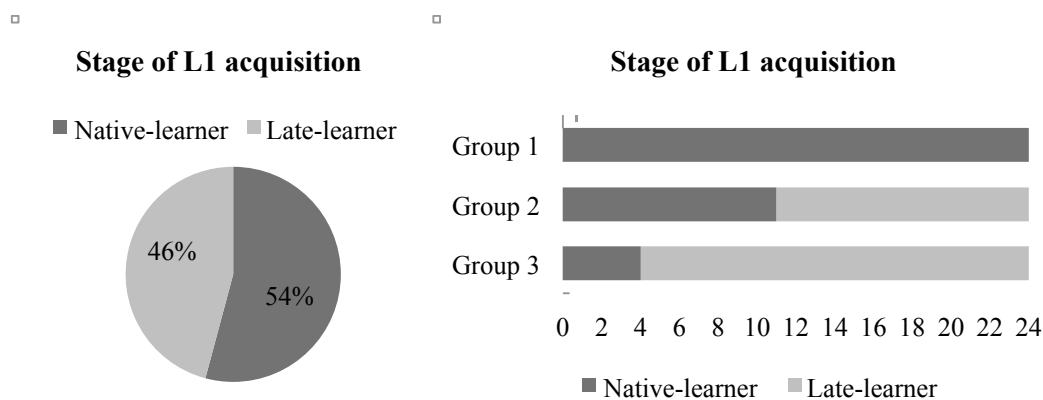 Stage of L1 acquisition
Native-learner Late-learner
46%
54%
Stage of L1 acquisition
Group 1
Group 2
Group 3
0 2 4 6 8 10 12 14 16 18 20 22 24
Native-learner Late-learner